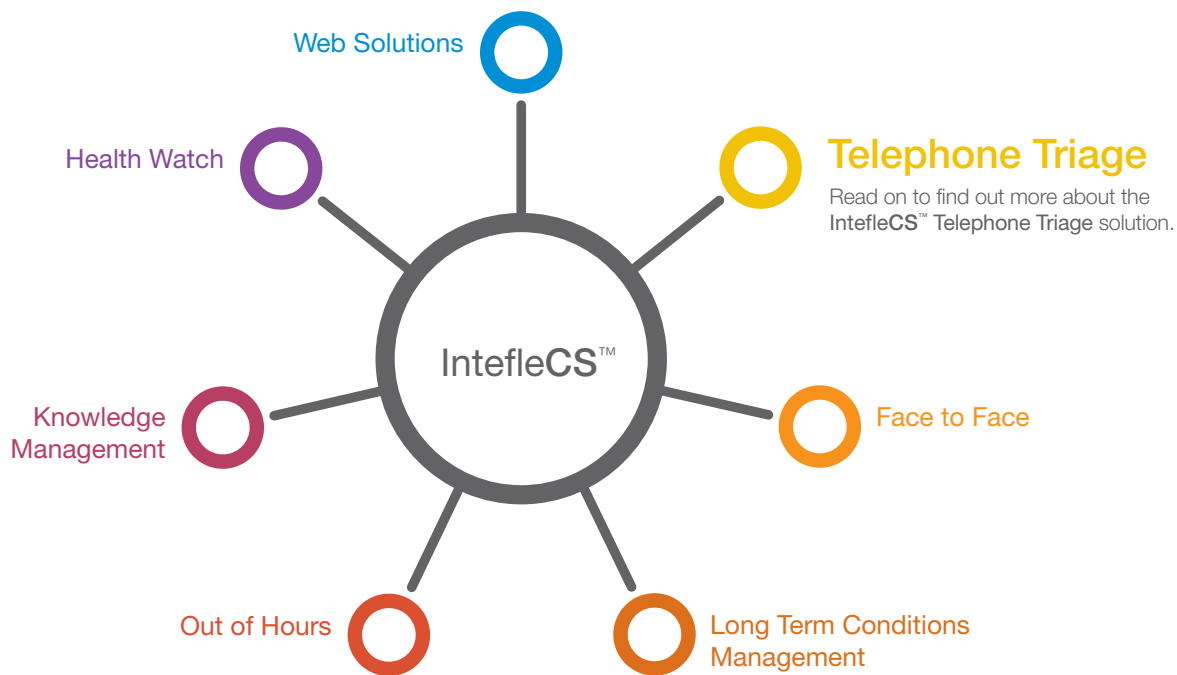 Web Solutions
Health Watch
Telephone Triage
Read on to find out more about the
IntefleCS™ Telephone Triage solution.
IntefleCS™
Knowledge
Management
Face to Face
Out of Hours
Long Term Conditions
Management